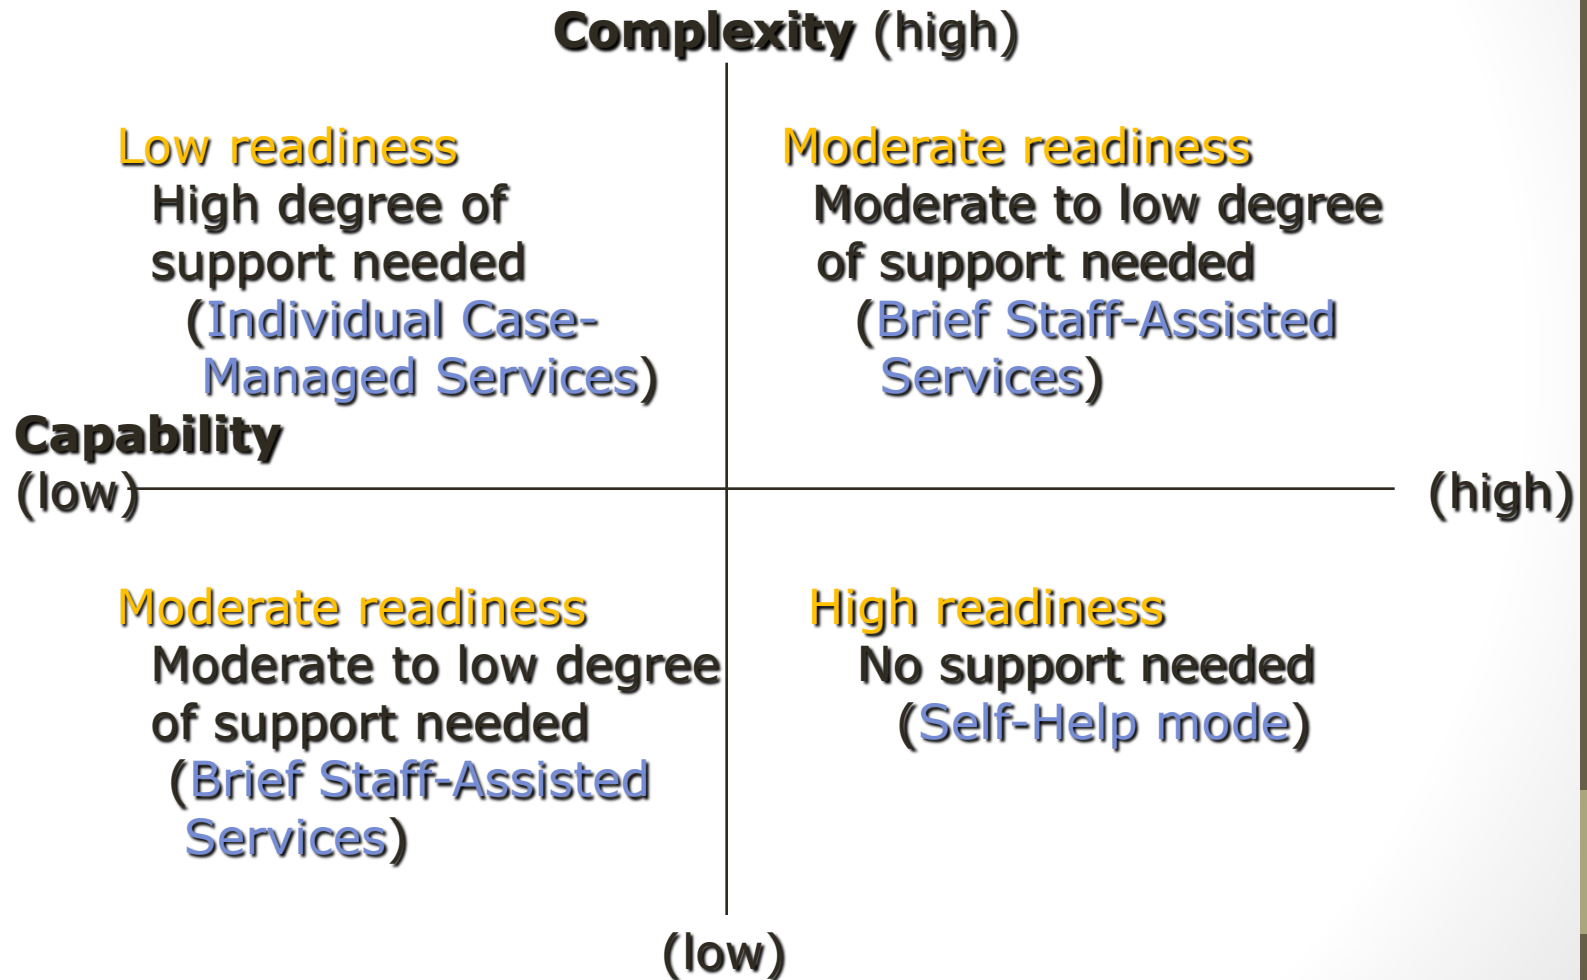 Complexity (high)
Low readiness
High degree of
support needed
(Individual Case-
Managed Services)
Moderate readiness
Moderate to low degree
of support needed
(Brief Staff-Assisted
Services)
Capability
(low)
(high)
Moderate readiness
Moderate to low degree
of support needed
(Brief Staff-Assisted
Services)
High readiness
No support needed
(Self-Help mode)
(low)